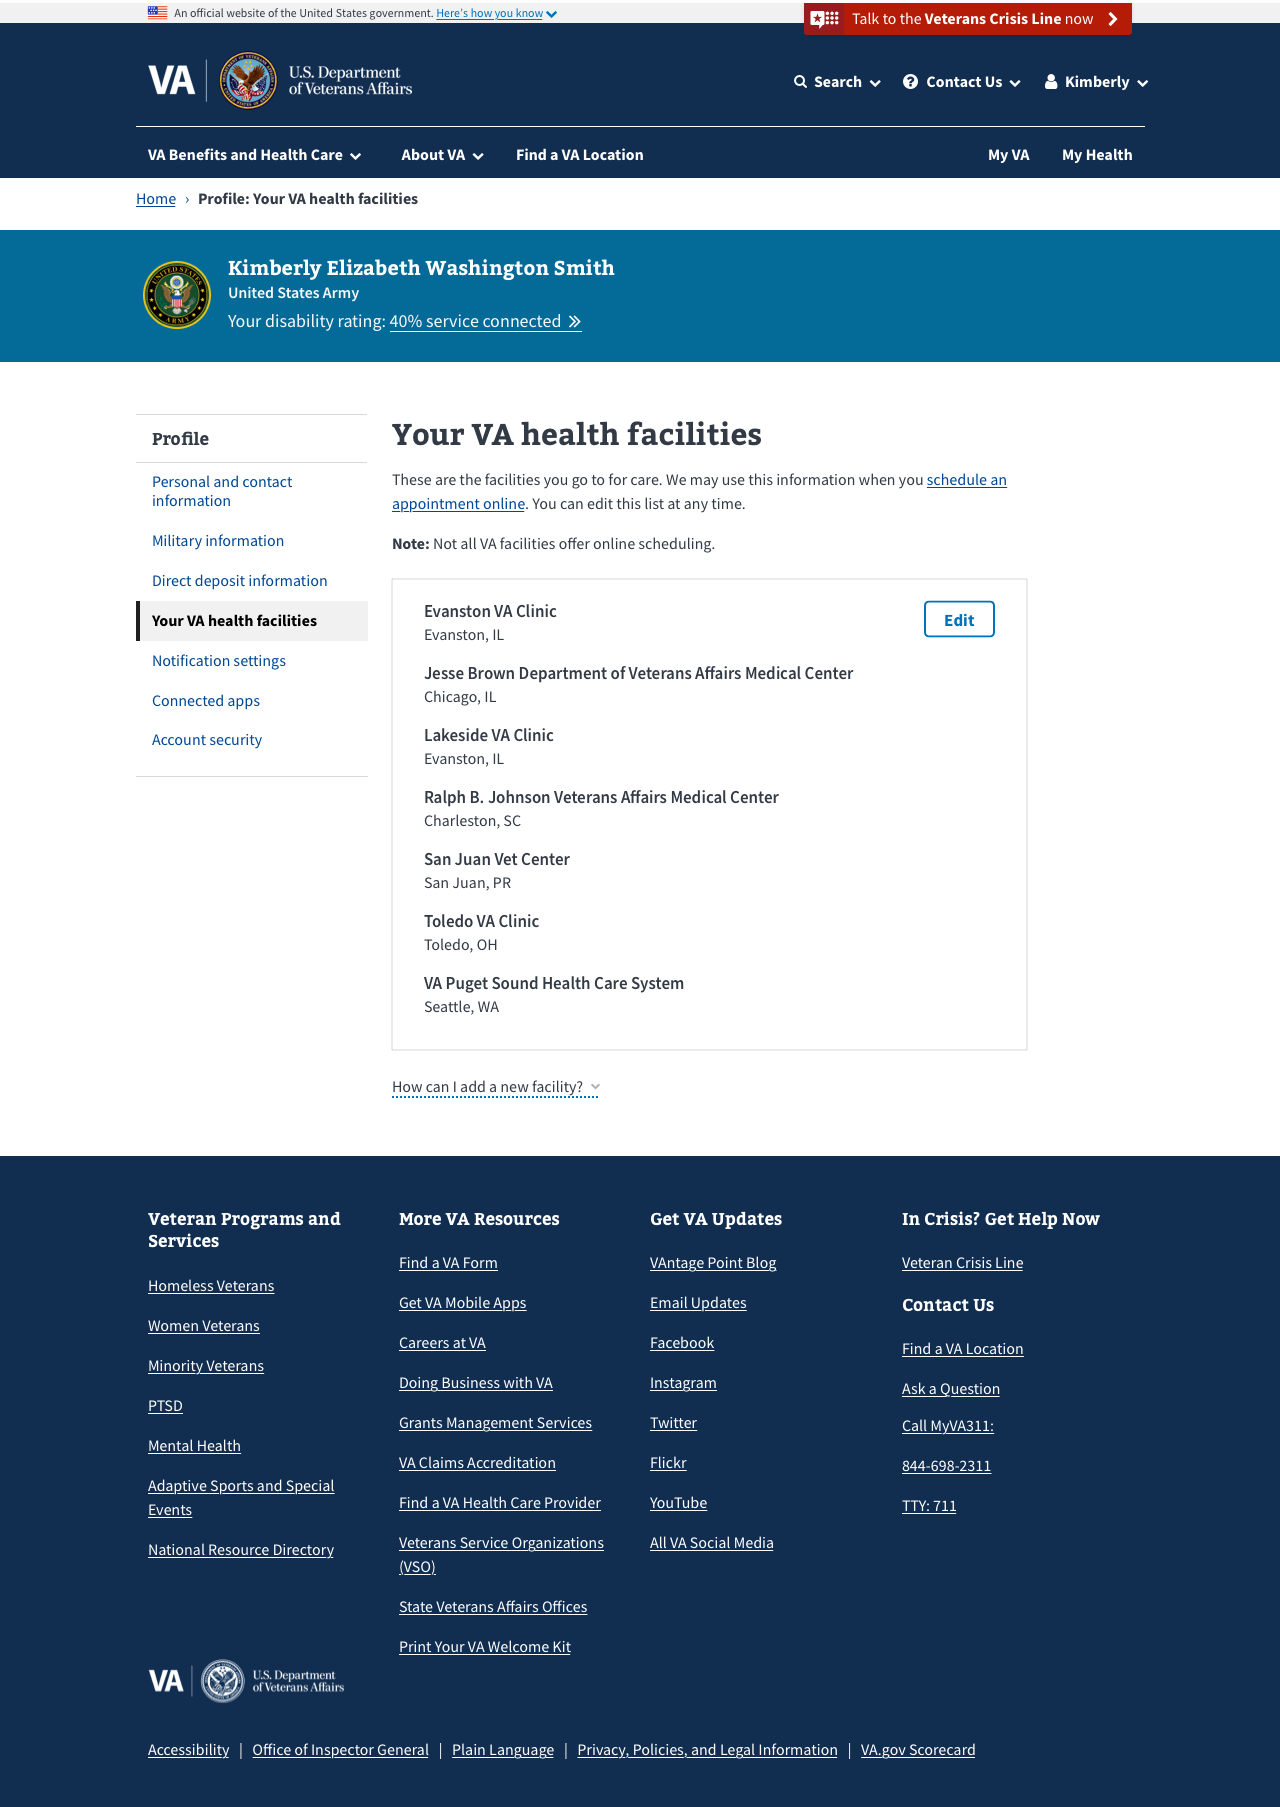 An official website of the United States government. Here's how you know
Talk to the Veterans Crisis Line now
VA
U.S. Department
of Veterans Affairs
Search
Contact Us
Kimberly
VA Benefits and Health Care
About VA
Find a VA Location
My VA
My Health
Home › Profile: Your VA health facilities
Kimberly Elizabeth Washington Smith
United States Army
Your disability rating: 40% service connected
Profile
Personal and contact
information
Military information
Direct deposit information
Your VA health facilities
Notification settings
Connected apps
Account security
Your VA health facilities
These are the facilities you go to for care. We may use this information when you schedule an
appointment online. You can edit this list at any time.
Note: Not all VA facilities offer online scheduling.
Edit
Evanston VA Clinic
Evanston, IL
Jesse Brown Department of Veterans Affairs Medical Center
Chicago, IL
Lakeside VA Clinic
Evanston, IL
Ralph B. Johnson Veterans Affairs Medical Center
Charleston, SC
San Juan Vet Center
San Juan, PR
Toledo VA Clinic
Toledo, OH
VA Puget Sound Health Care System
Seattle, WA
How can I add a new facility?
Veteran Programs and
Services
Homeless Veterans
Women Veterans
Minority Veterans
PTSD
Mental Health
Adaptive Sports and Special
Events
National Resource Directory
More VA Resources
Find a VA Form
Get VA Mobile Apps
Careers at VA
Doing Business with VA
Grants Management Services
VA Claims Accreditation
Find a VA Health Care Provider
Veterans Service Organizations
(VSO)
State Veterans Affairs Offices
Print Your VA Welcome Kit
Get VA Updates
VAntage Point Blog
Email Updates
Facebook
Instagram
Twitter
Flickr
YouTube
All VA Social Media
In Crisis? Get Help Now
Veteran Crisis Line
Contact Us
Find a VA Location
Ask a Question
Call MyVA311:
844-698-2311
TTY: 711
VA
U.S. Department
of Veterans Affairs
Accessibility | Office of Inspector General | Plain Language | Privacy, Policies, and Legal Information | VA.gov Scorecard